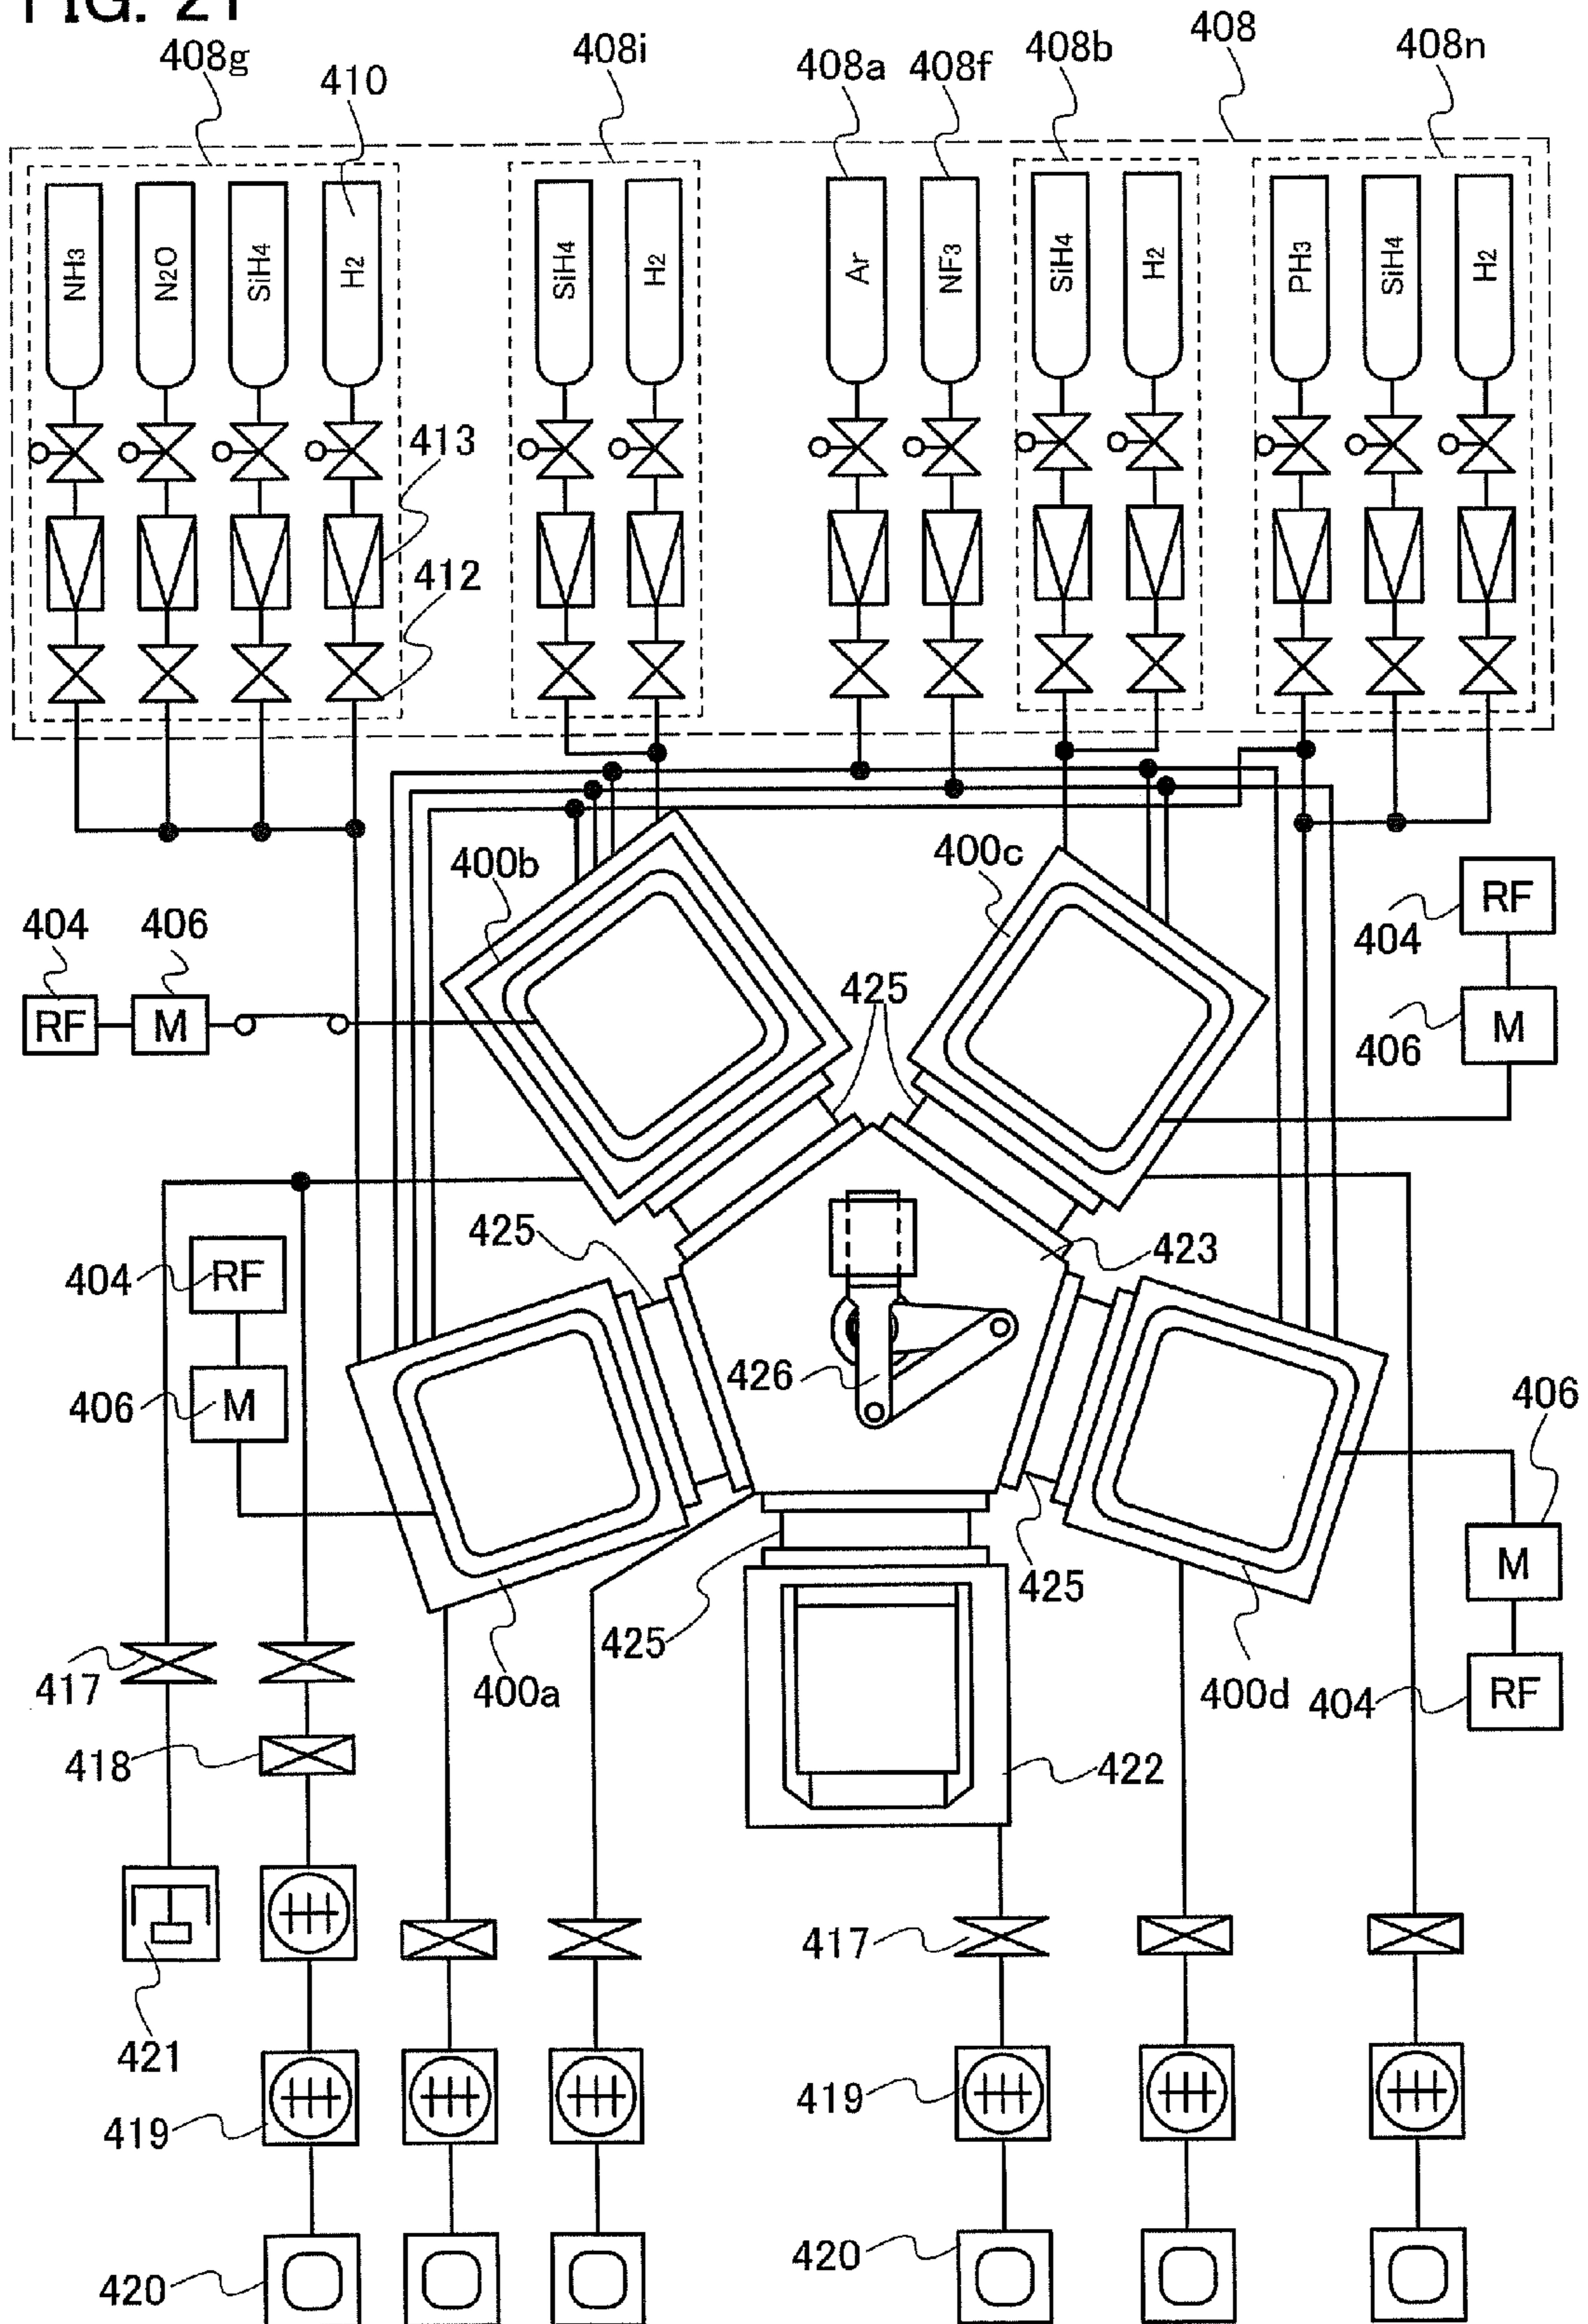 FIG. 21
408g
408i
408a
408f
408b
408
408n
410
NH3
N2O
SiH4
H2
SiH4
H2
Ar
NF3
SiH4
H2
PH3
SiH4
H2
413
412
400b
400c
404
406
RF
M
RF
404
M
406
425
423
425
404
RF
426
406
M
406
M
425
425
400a
400d
404
RF
417
418
422
417
421
419
419
420
420